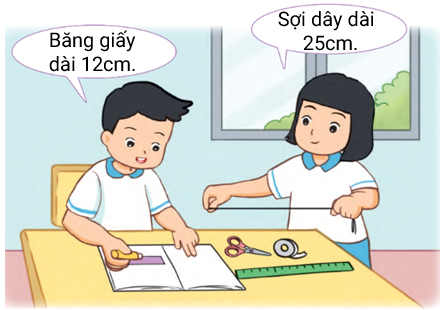 Băng giấy
dài 12cm.
Sợi dây dài
25cm.